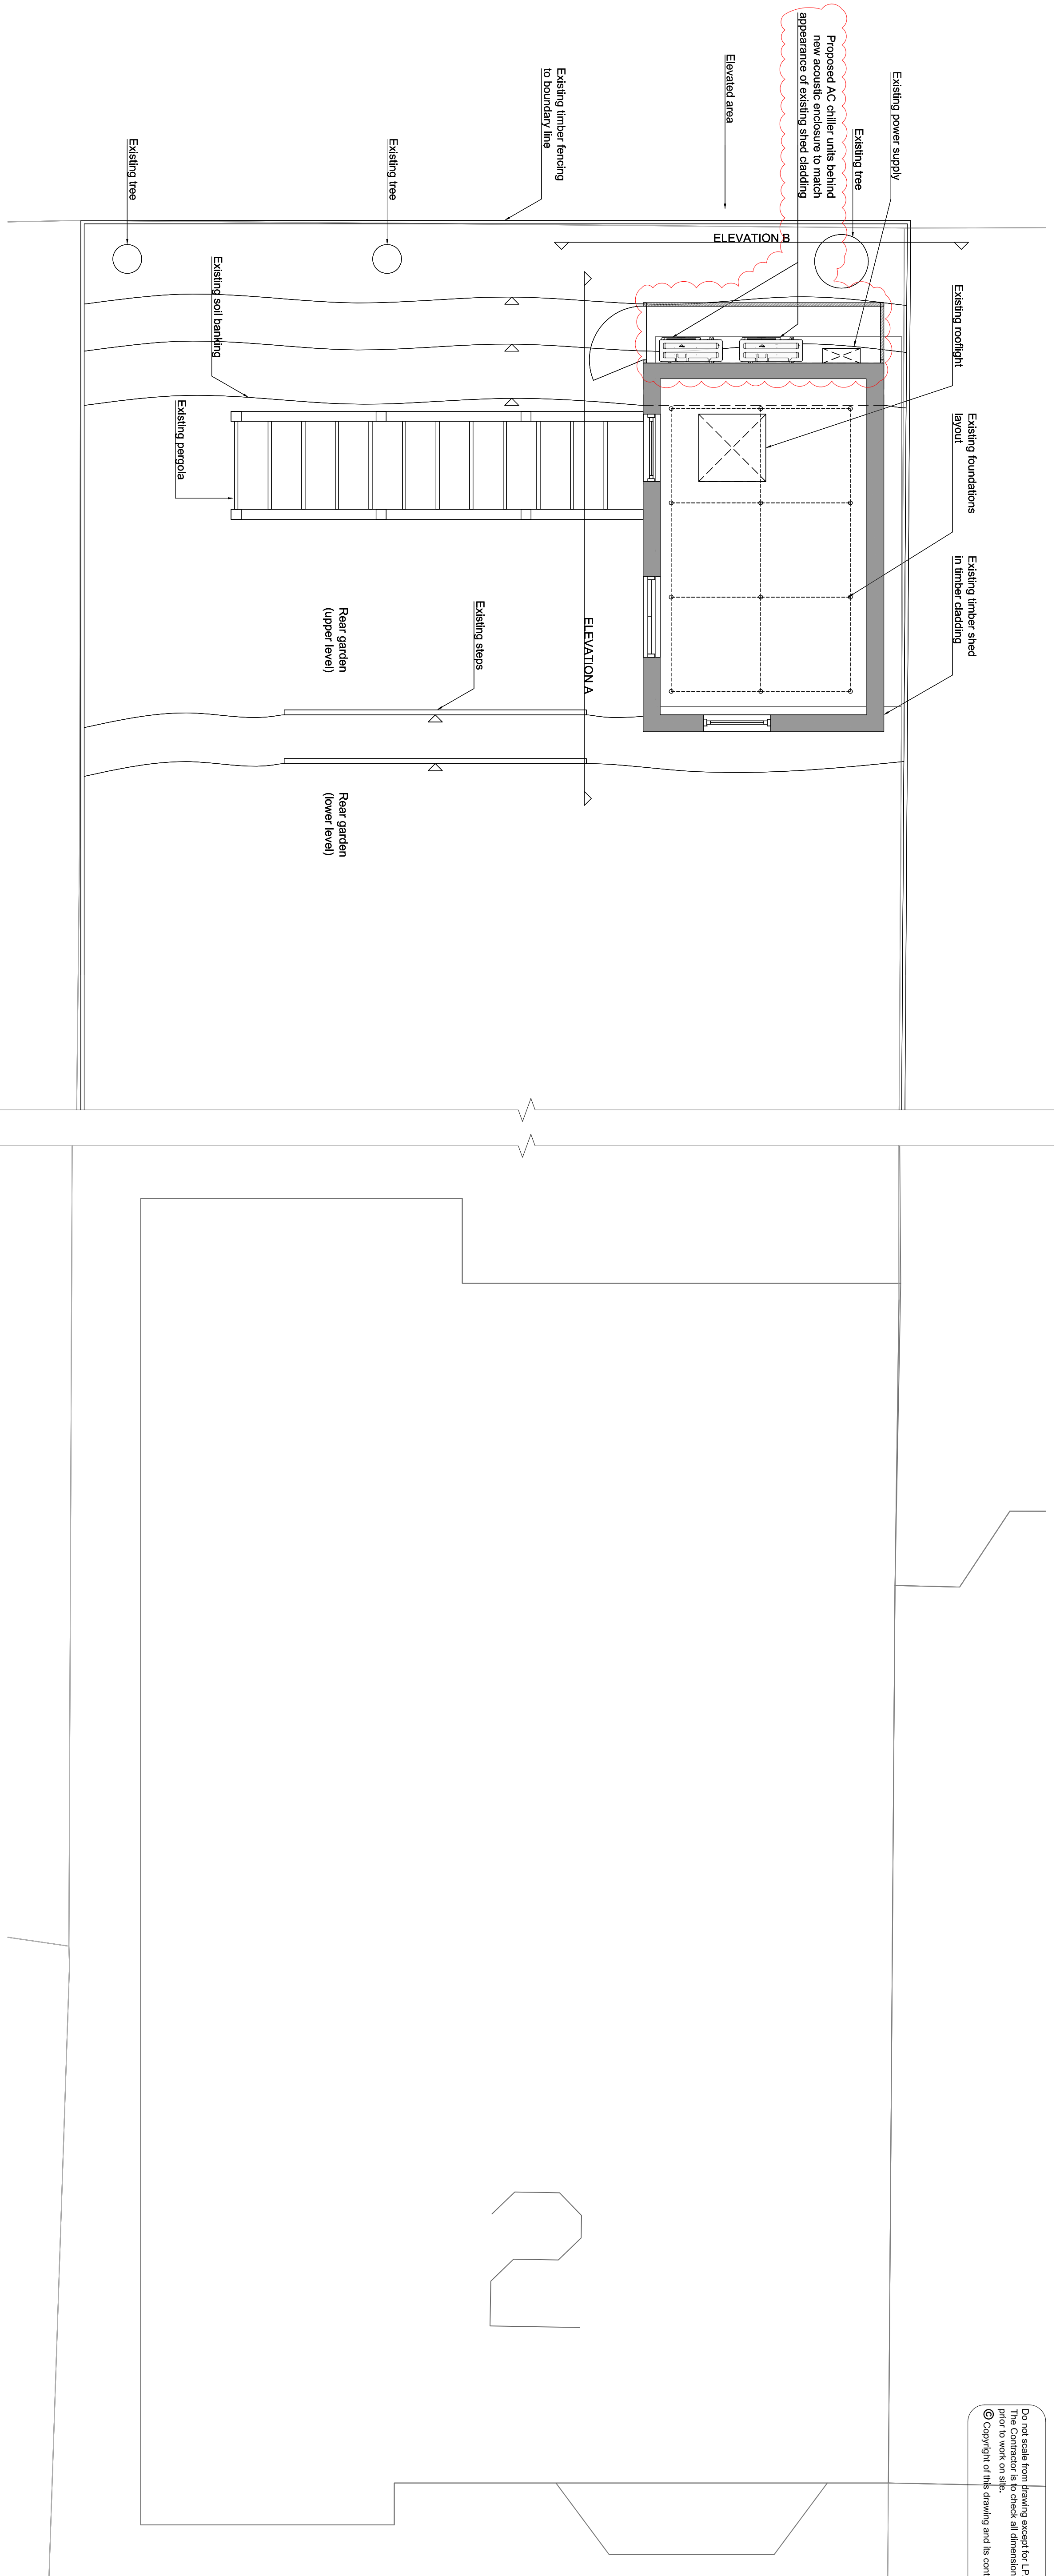 Existing power supply
Existing tree
Proposed AC chiller units behind
new acoustic enclosure to match
appearance of existing shed cladding
Elevated area
Existing timber fencing
to boundary line
Existing tree
Existing tree
ELEVATION B
Existing soil banking
Existing rooflight
Existing foundations
layout
Existing timber shed
in timber cladding
Existing pergola
Existing steps
ELEVATION A
Rear garden
(upper level)
Rear garden
(lower level)
2
Do not scale from drawing except for LP
The Contractor is to check all dimension
prior to work on site.
© Copyright of this drawing and its cont